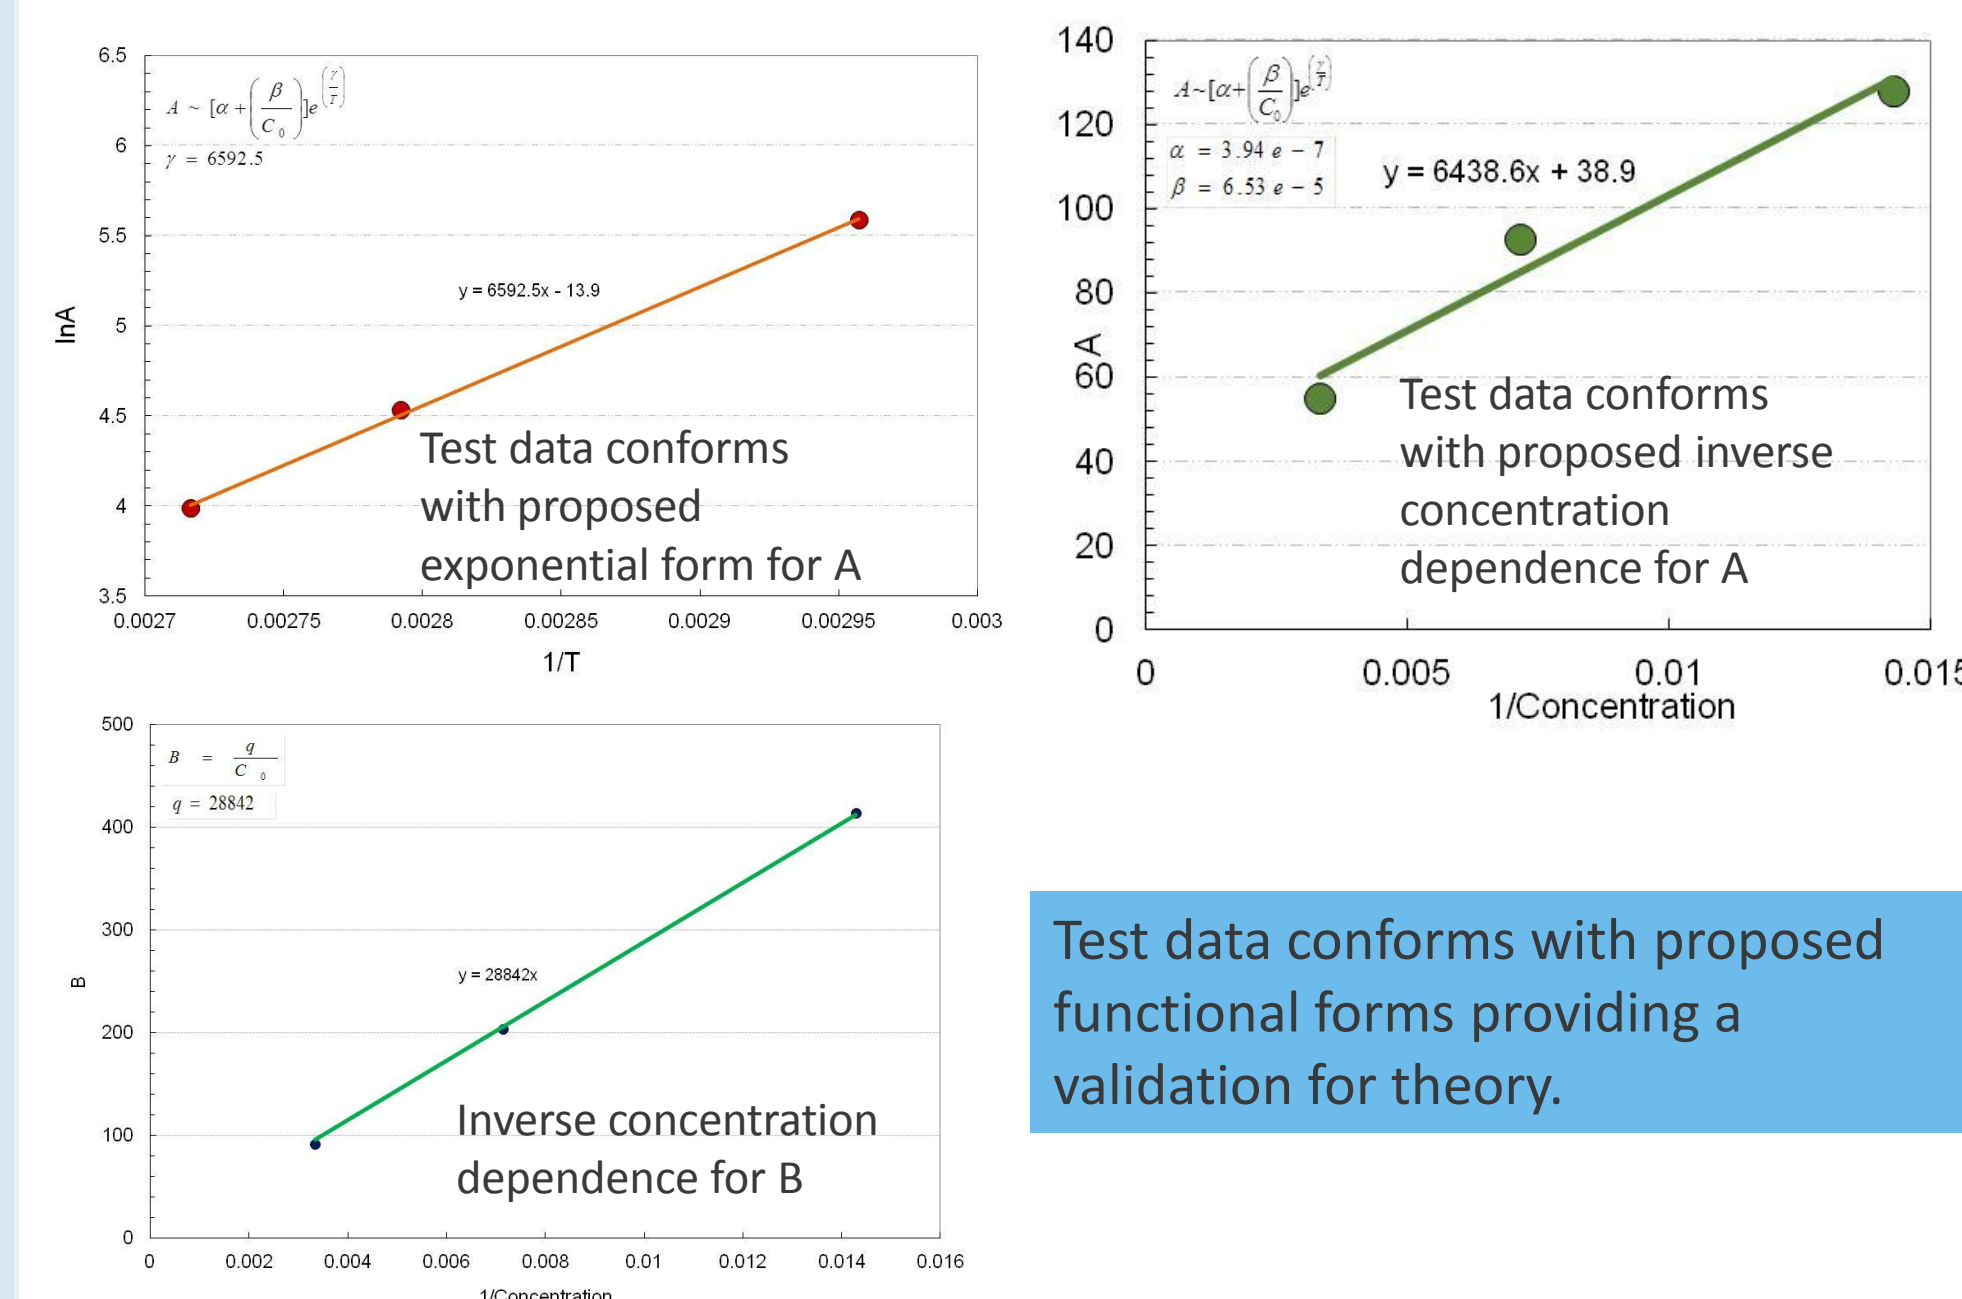 6.5
6
5.5
5
4.5
4
3.5
lnA
A ~ [α + (β / C 0)]e^(γ/T)
γ = 6592.5
y = 6592.5x - 13.9
Test data conforms
with proposed
exponential form for A
0.0027 0.00275 0.0028 0.00285 0.0029 0.00295 0.003
1/T
140
120
100
80
60
40
20
0
A
A~[α+(β / C0)]e^(γ/T)
α = 3.94 e - 7
β = 6.53 e - 5
y = 6438.6x + 38.9
Test data conforms
with proposed inverse
concentration
dependence for A
0 0.005 0.01 0.015
1/Concentration
500
400
300
200
100
0
B
B = q / C 0
q = 28842
y = 28842x
Inverse concentration
dependence for B
0 0.002 0.004 0.006 0.008 0.01 0.012 0.014 0.016
1/Concentration
Test data conforms with proposed
functional forms providing a
validation for theory.